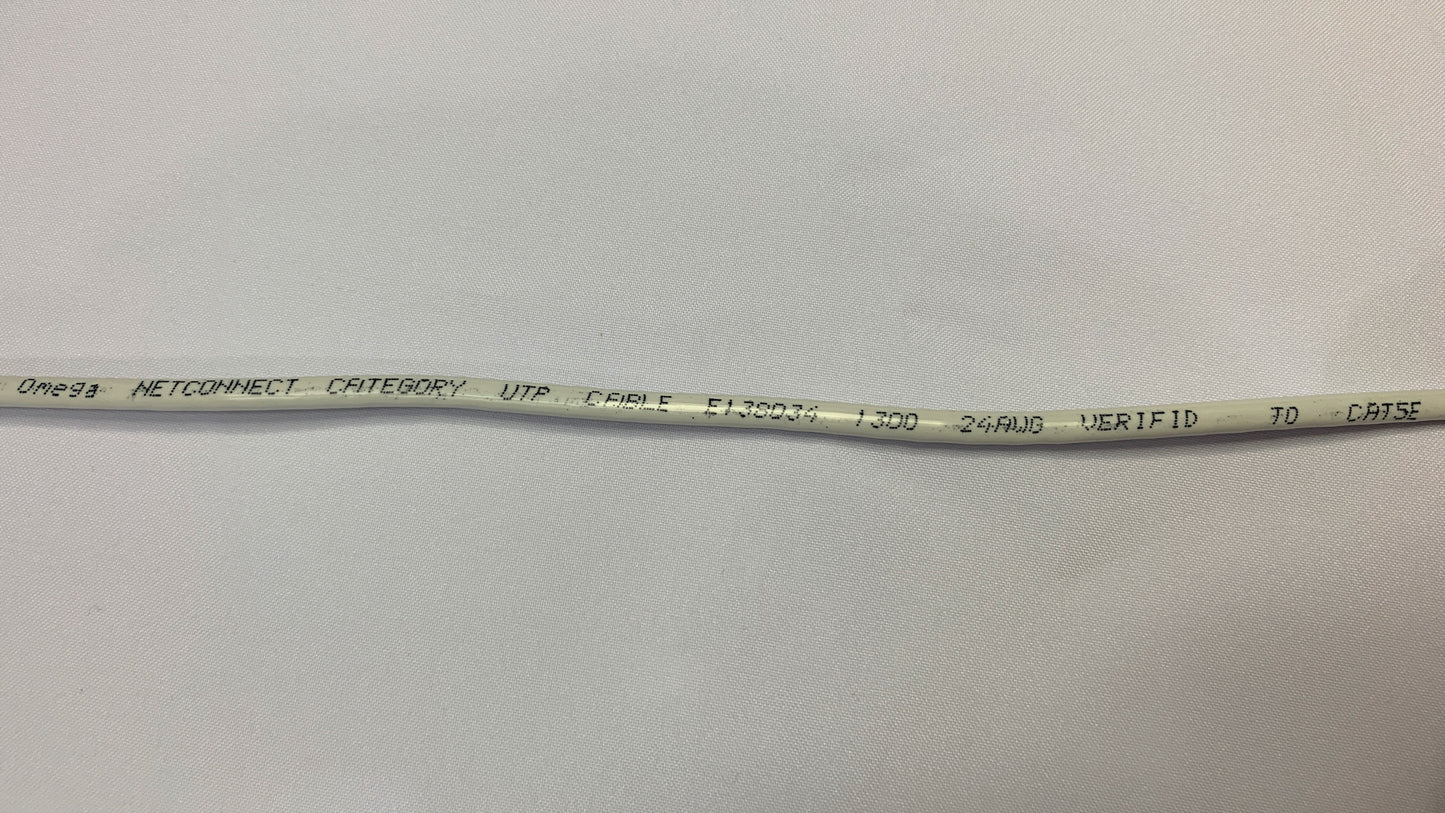 Omega NETCONNECT CATEGORY UTP CABLE E138034 1300 24AWG VERIFID TO CAT5E